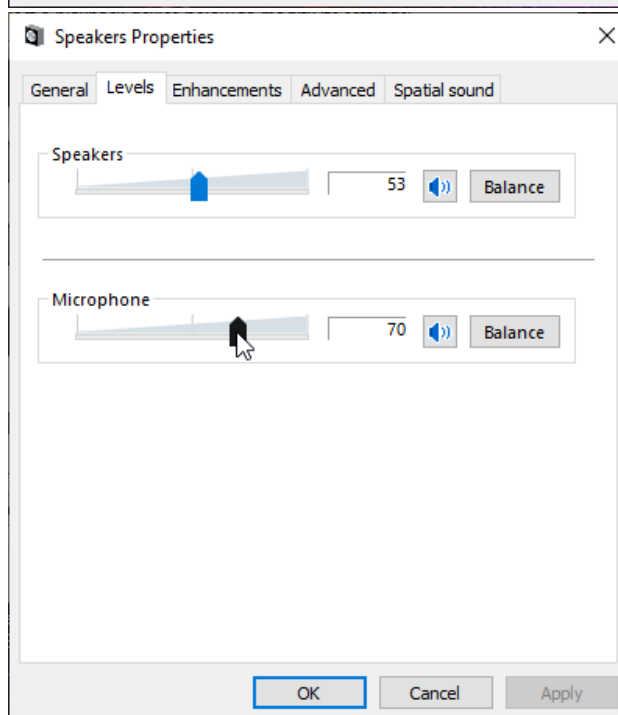 Speakers Properties
General Levels Enhancements Advanced Spatial sound
Speakers
53 Balance
Microphone
70 Balance
OK Cancel Apply